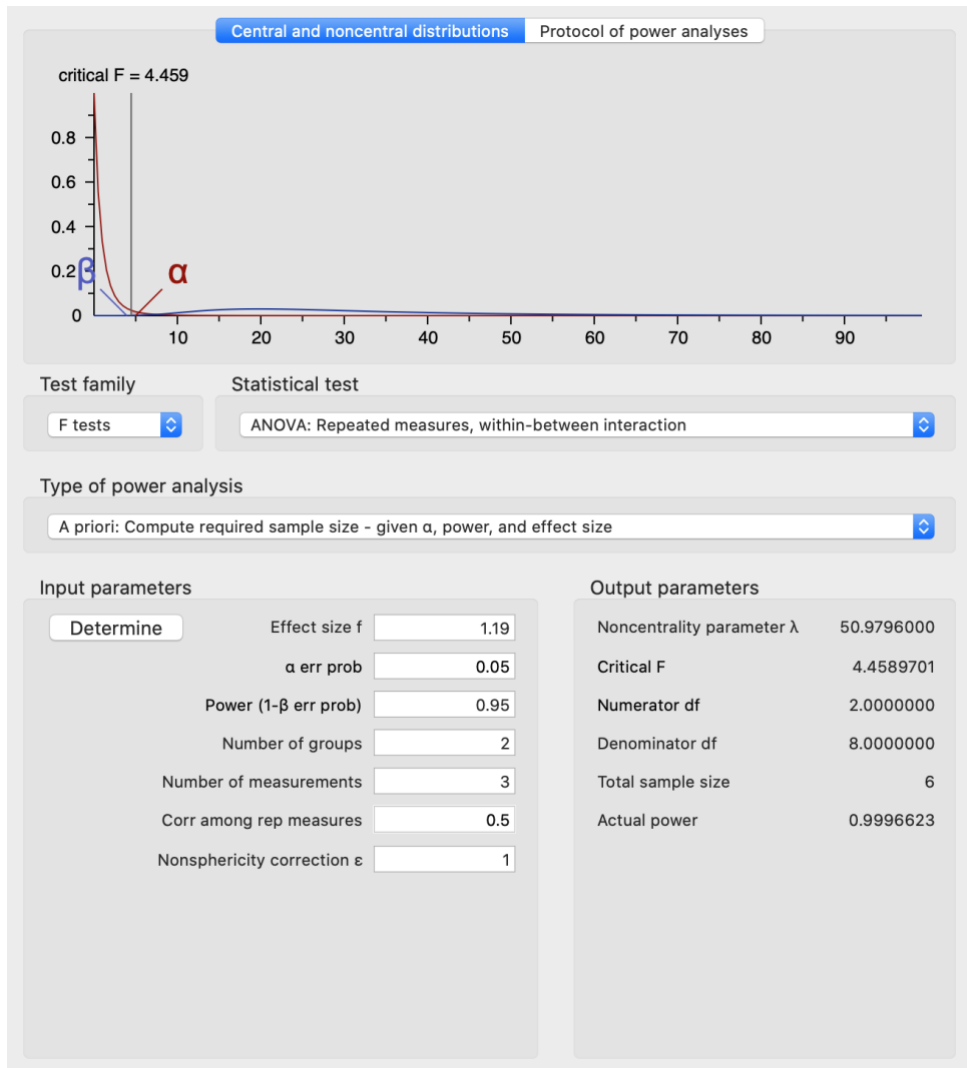 Central and noncentral distributions Protocol of power analyses
critical F = 4.459
0.8
0.6
0.4
0.2 β α
0
10 20 30 40 50 60 70 80 90
Test family Statistical test
F tests ANOVA: Repeated measures, within-between interaction
Type of power analysis
A priori: Compute required sample size - given α, power, and effect size
Input parameters Output parameters
Determine Effect size f 1.19 Noncentrality parameter λ 50.9796000
α err prob 0.05 Critical F 4.4589701
Power (1-β err prob) 0.95 Numerator df 2.0000000
Number of groups 2 Denominator df 8.0000000
Number of measurements 3 Total sample size 6
Corr among rep measures 0.5 Actual power 0.9996623
Nonsphericity correction ε 1